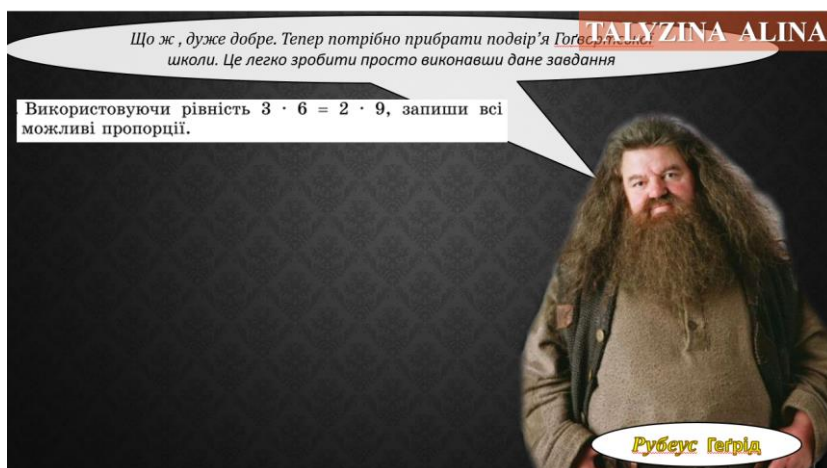 Що ж , дуже добре. Тепер потрібно прибрати подвір’я
TALYZINA ALINA
школи. Це легко зробити просто виконавши дане завдання
Використовуючи рівність 3 · 6 = 2 · 9, запиши всі
можливі пропорції.
Рубеус Геґрід